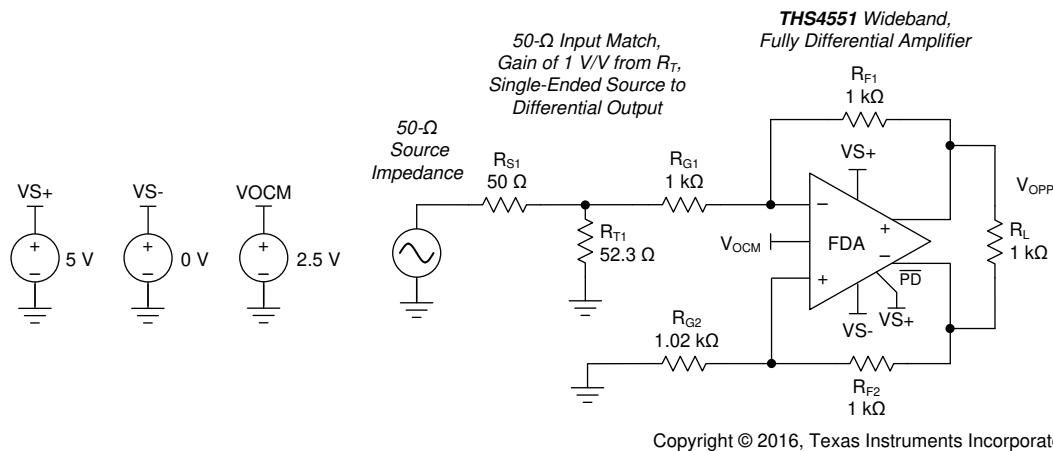 THS4551 Wideband,
Fully Differential Amplifier
50-Ω Input Match,
Gain of 1 V/V from RT,
Single-Ended Source to
Differential Output
50-Ω
Source
Impedance
VS+
5 V
VS-
0 V
VOCM
2.5 V
RS1
50 Ω
RT1
52.3 Ω
RG1
1 kΩ
RF1
1 kΩ
VS+
VOCM
FDA
PD
VS+
VS-
VOPP
RL
1 kΩ
RG2
1.02 kΩ
RF2
1 kΩ
Copyright © 2016, Texas Instruments